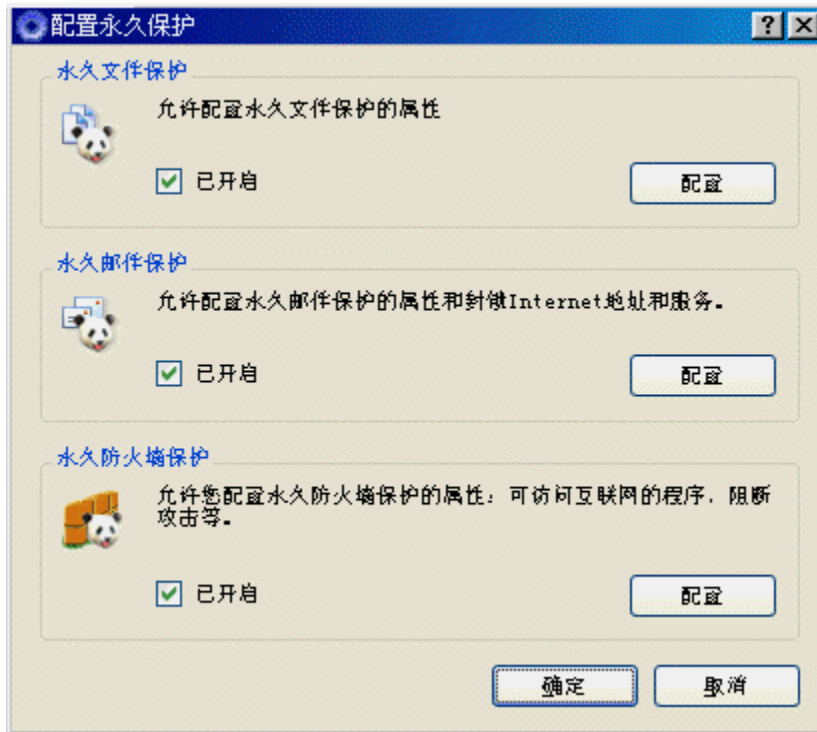 配置永久保护
永久文件保护
允许配置永久文件保护的属性
已开启
配置
永久邮件保护
允许配置永久邮件保护的属性和封锁Internet地址和服务。
已开启
配置
永久防火墙保护
允许您配置永久防火墙保护的属性：可访问互联网的程序，阻断
攻击等。
已开启
配置
确定
取消